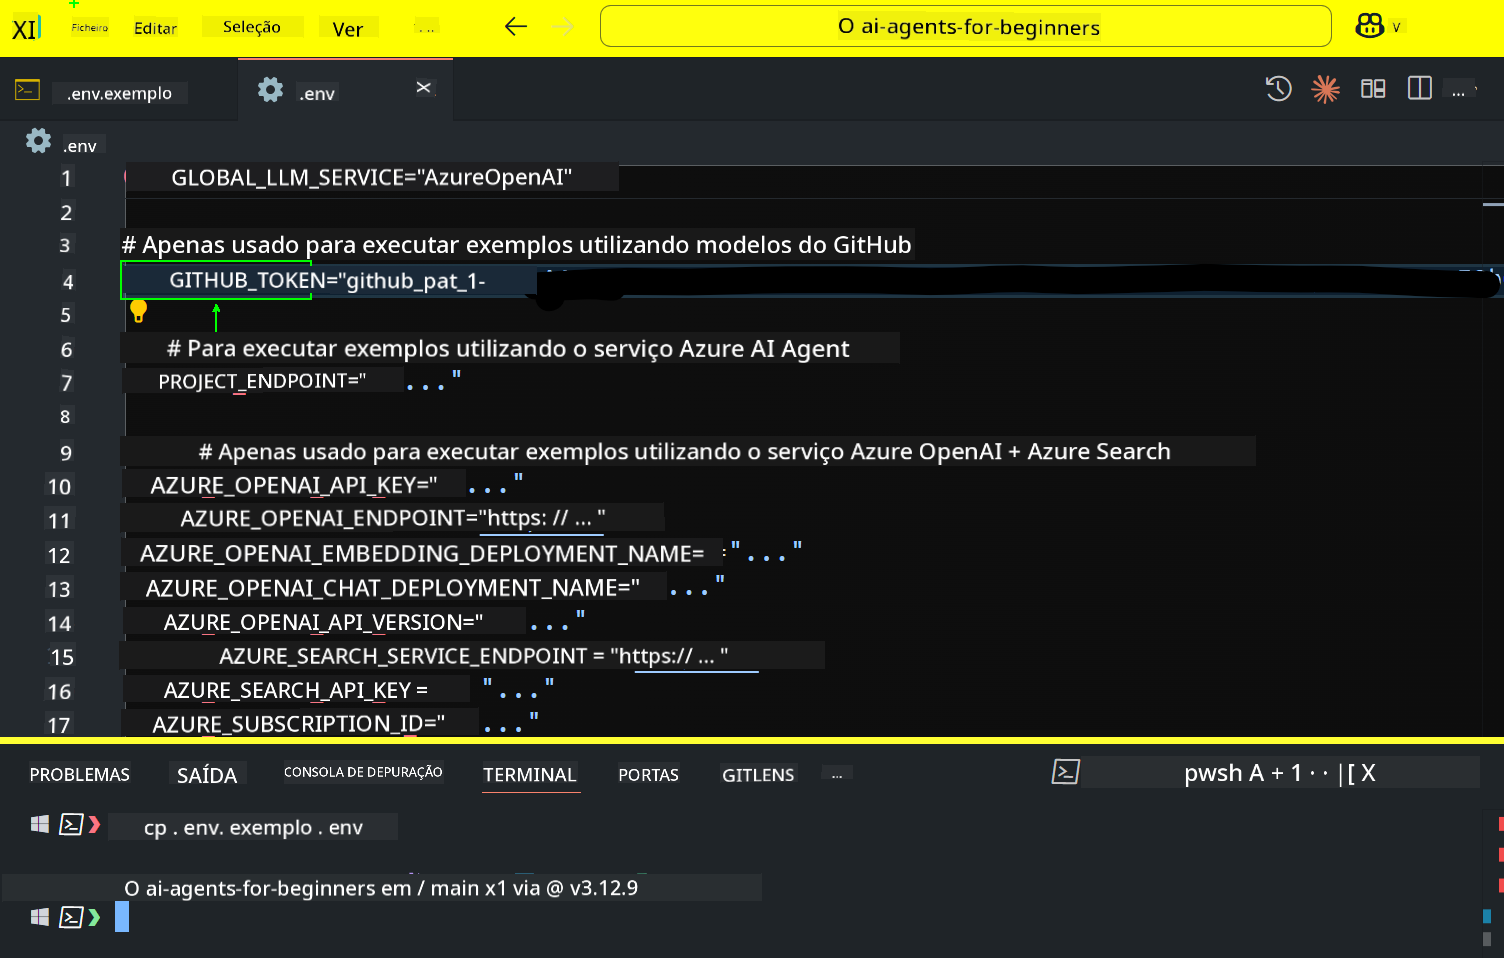 XI Ficheiro Editar Seleção Ver ... O ai-agents-for-beginners v
.env.exemplo .env × ...
.env
1 GLOBAL_LLM_SERVICE="AzureOpenAI"
2
3 # Apenas usado para executar exemplos utilizando modelos do GitHub
4 GITHUB_TOKEN="github_pat_1-
5
6 # Para executar exemplos utilizando o serviço Azure AI Agent
7 PROJECT_ENDPOINT=" ..."
8
9 # Apenas usado para executar exemplos utilizando o serviço Azure OpenAI + Azure Search
10 AZURE_OPENAI_API_KEY=" ..."
11 AZURE_OPENAI_ENDPOINT="https: // ... "
12 AZURE_OPENAI_EMBEDDING_DEPLOYMENT_NAME= ="..."
13 AZURE_OPENAI_CHAT_DEPLOYMENT_NAME=" ..."
14 AZURE_OPENAI_API_VERSION=" ..."
15 AZURE_SEARCH_SERVICE_ENDPOINT = "https:// ... "
16 AZURE_SEARCH_API_KEY = "..."
17 AZURE_SUBSCRIPTION_ID=" ..."
PROBLEMAS SAÍDA CONSOLA DE DEPURAÇÃO TERMINAL PORTAS GITLENS ... pwsh A + 1 · · |[ X
cp . env. exemplo . env
O ai-agents-for-beginners em / main x1 via @ v3.12.9